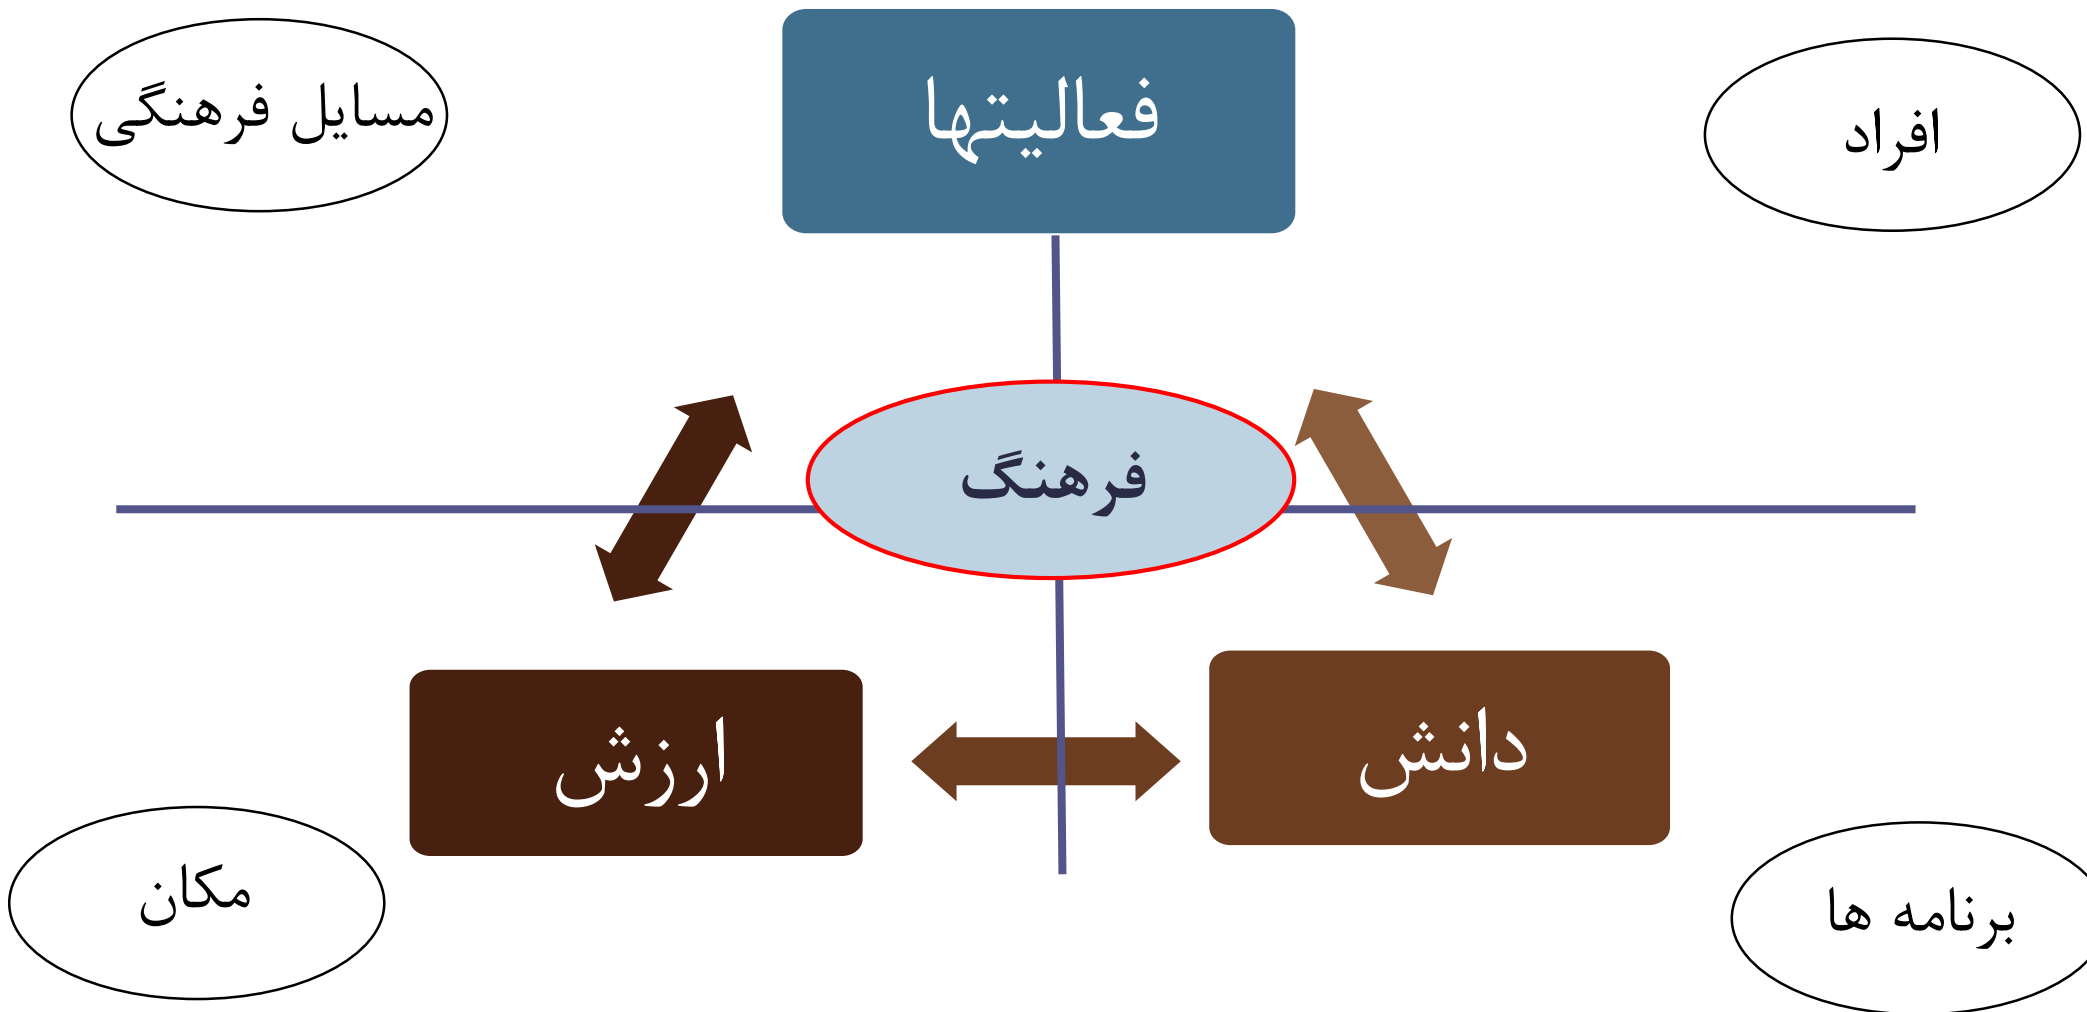 افراد
فعالیتها
مسایل فرهنگی
فرهنگ
دانش
ارزش
برنامه ها
مکان